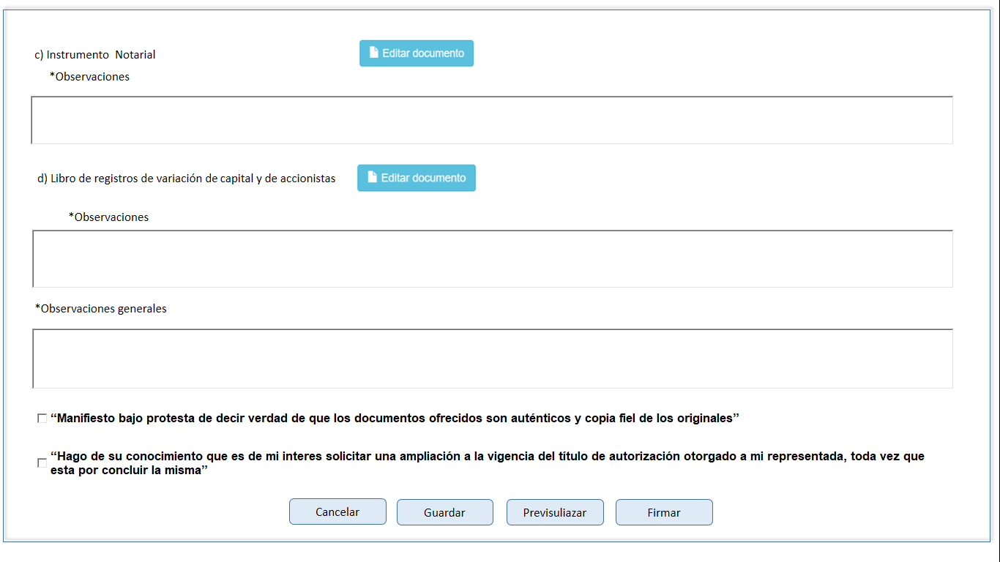 c) Instrumento  Notarial
Editar documento
*Observaciones
d) Libro de registros de variación de capital y de accionistas
Editar documento
*Observaciones
*Observaciones generales
“Manifiesto bajo protesta de decir verdad de que los documentos ofrecidos son auténticos y copia fiel de los originales”
“Hago de su conocimiento que es de mi interes solicitar una ampliación a la vigencia del título de autorización otorgado a mi representada, toda vez que
esta por concluir la misma”
Cancelar
Guardar
Previsuliazar
Firmar